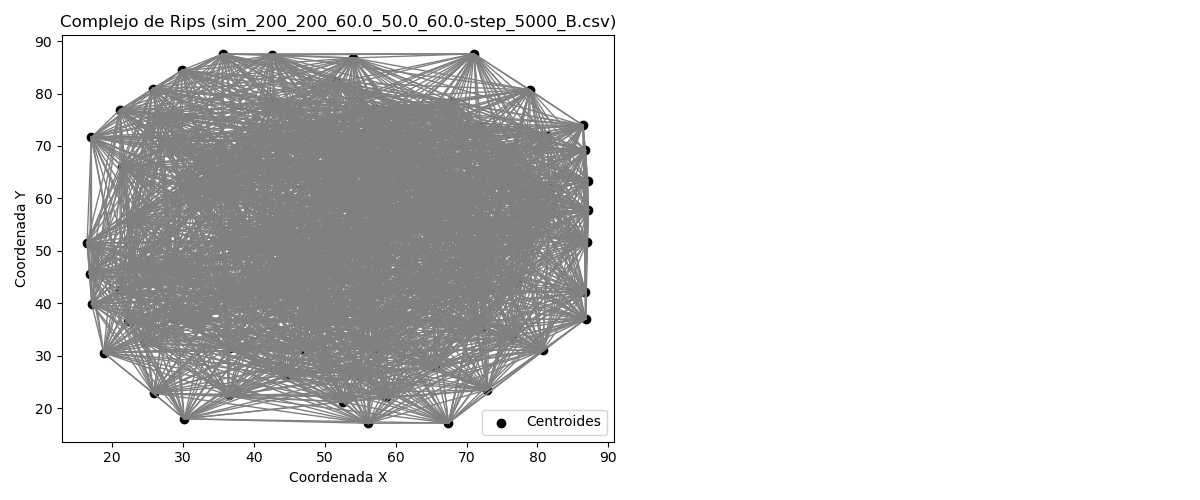 Complejo de Rips (sim_200_200_60.0_50.0_60.0-step_5000_B.csv)
90
80
70
60
50
40
30
20
Coordenada Y
Centroides
20 30 40 50 60 70 80 90
Coordenada X